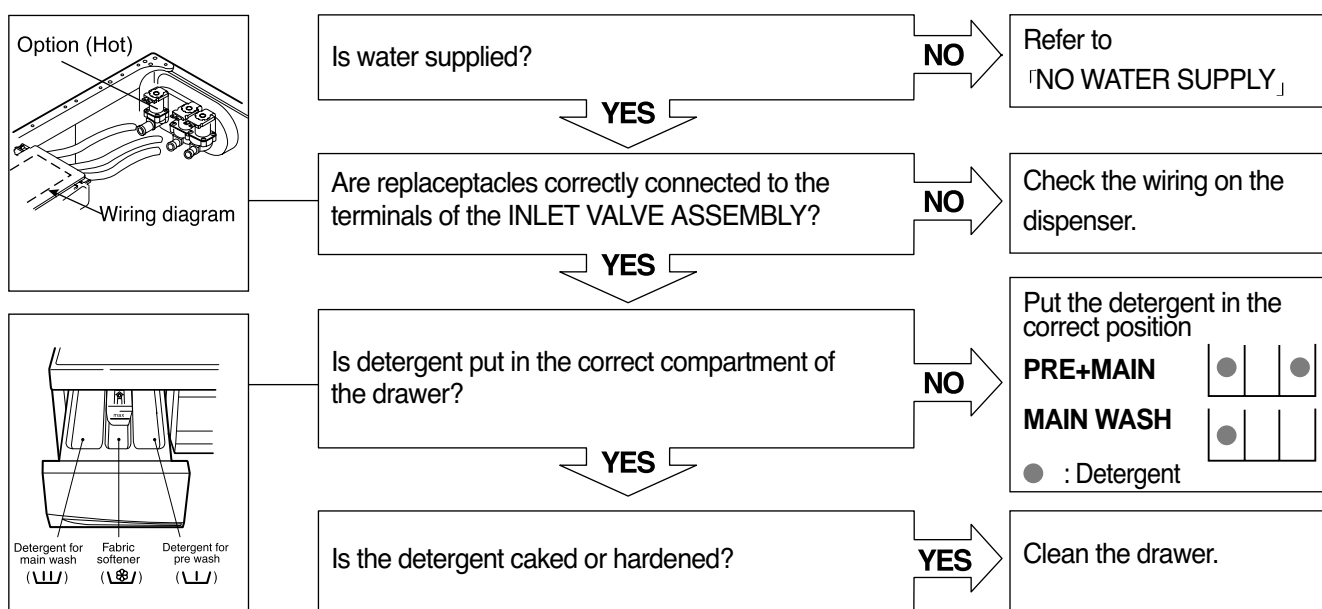 Option (Hot)
Wiring diagram
Is water supplied?
NO
Refer to
「NO WATER SUPPLY」
YES
Are replaceptacles correctly connected to the
terminals of the INLET VALVE ASSEMBLY?
NO
Check the wiring on the
dispenser.
YES
max
Detergent for
main wash
Fabric
softener
Detergent for
pre wash
Is detergent put in the correct compartment of
the drawer?
NO
Put the detergent in the
correct position
PRE+MAIN
MAIN WASH
: Detergent
YES
Is the detergent caked or hardened?
YES
Clean the drawer.